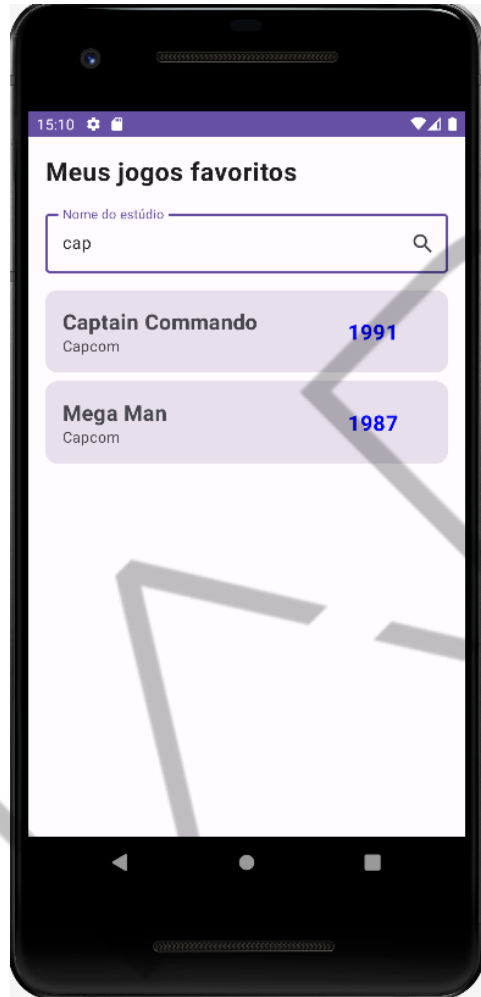 15:10
Meus jogos favoritos
Nome do estúdio
cap
Captain Commando
Capcom
1991
Mega Man
Capcom
1987